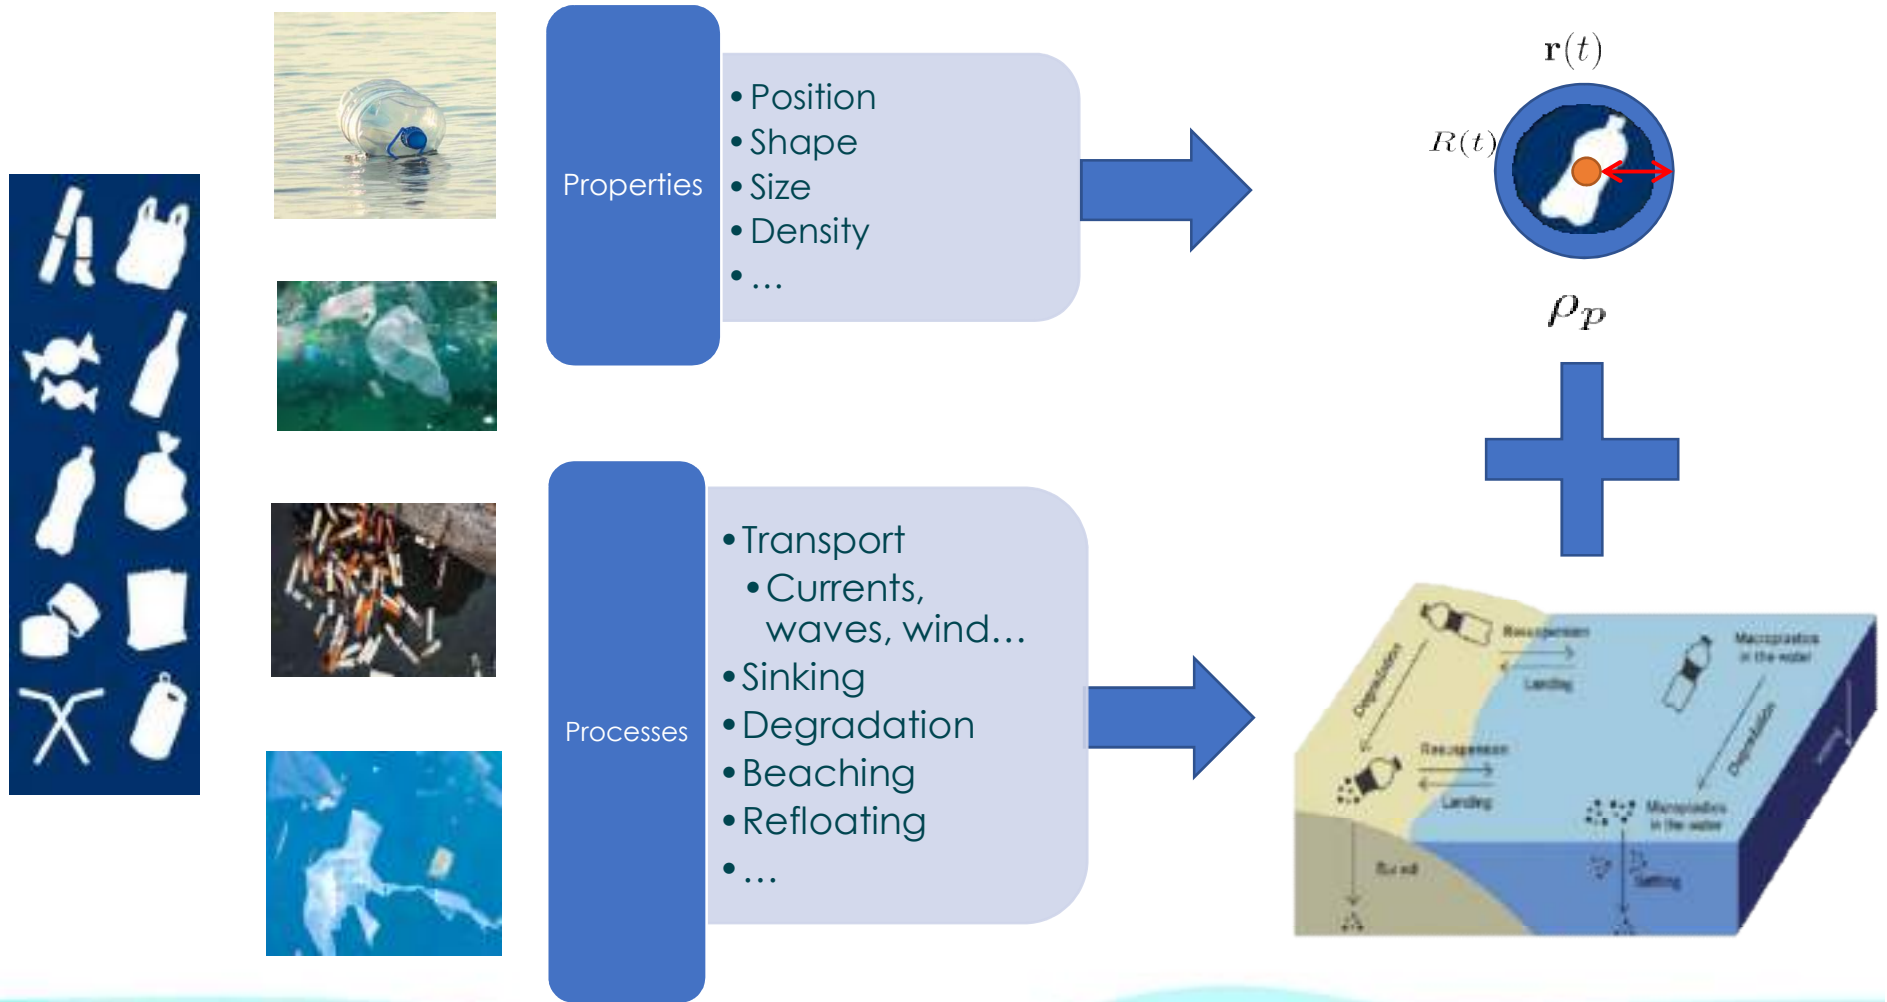 Properties
• Position
• Shape
• Size
• Density
• ...
r(t)
R(t)
ρp
Processes
• Transport
• Currents,
waves, wind...
• Sinking
• Degradation
• Beaching
• Refloating
• ...
Resuspension
Landing
Degradation
Macroplastics
in the water
Degradation
Resuspension
Landing
in the water
Burial
Settling